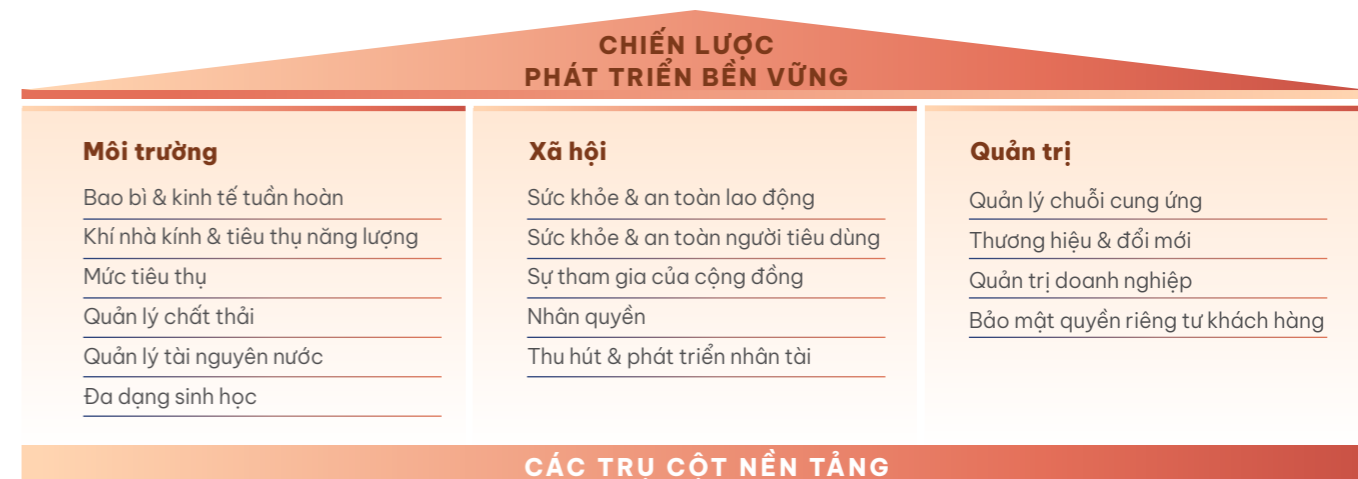 CHIẾN LƯỢC
PHÁT TRIỂN BỀN VỮNG
Môi trường
Bao bì & kinh tế tuần hoàn
Khí nhà kính & tiêu thụ năng lượng
Mức tiêu thụ
Quản lý chất thải
Quản lý tài nguyên nước
Đa dạng sinh học
Xã hội
Sức khỏe & an toàn lao động
Sức khỏe & an toàn người tiêu dùng
Sự tham gia của cộng đồng
Nhân quyền
Thu hút & phát triển nhân tài
Quản trị
Quản lý chuỗi cung ứng
Thương hiệu & đổi mới
Quản trị doanh nghiệp
Bảo mật quyền riêng tư khách hàng
CÁC TRỤ CỘT NỀN TẢNG